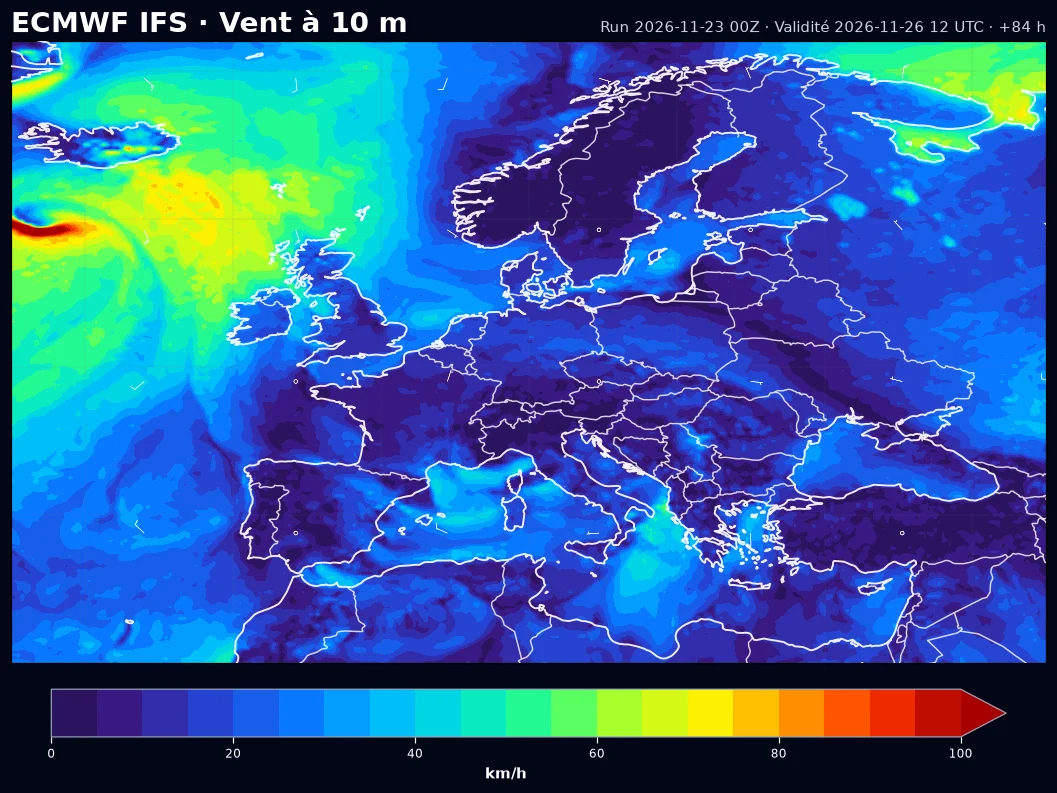 ECMWF IFS · Vent à 10 m
Run 2026-11-23 00Z · Validité 2026-11-26 12 UTC · +84 h
0 20 40 60 80 100
km/h